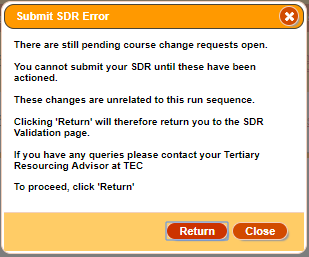 Submit SDR Error
There are still pending course change requests open.
You cannot submit your SDR until these have been
actioned.
These changes are unrelated to this run sequence.
Clicking 'Return' will therefore return you to the SDR
Validation page.
If you have any queries please contact your Tertiary
Resourcing Advisor at TEC
To proceed, click 'Return'
Return Close